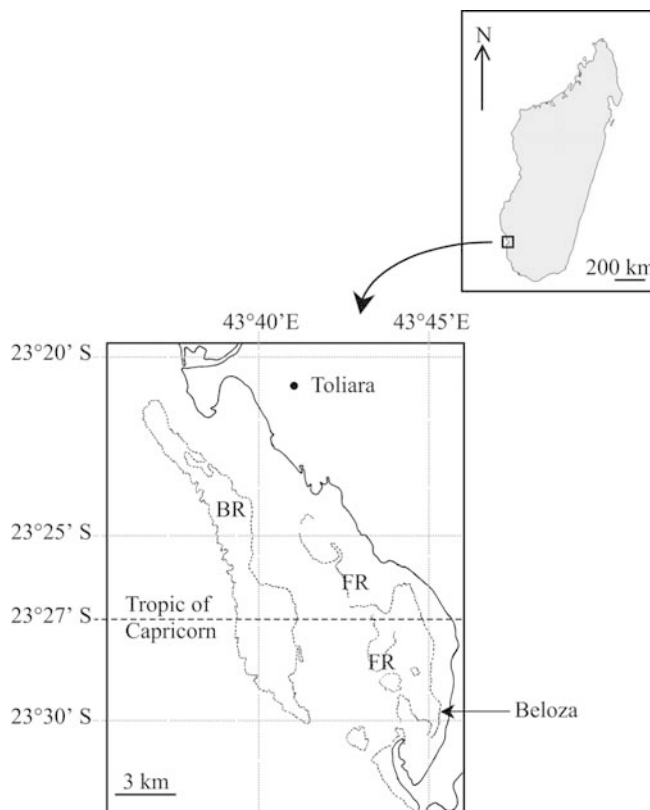 N
200 km
43°40’E
43°45’E
23°20’ S
Toliara
BR
23°25’ S
FR
23°27’ S
Tropic of
Capricorn
FR
23°30’ S
Beloza
3 km